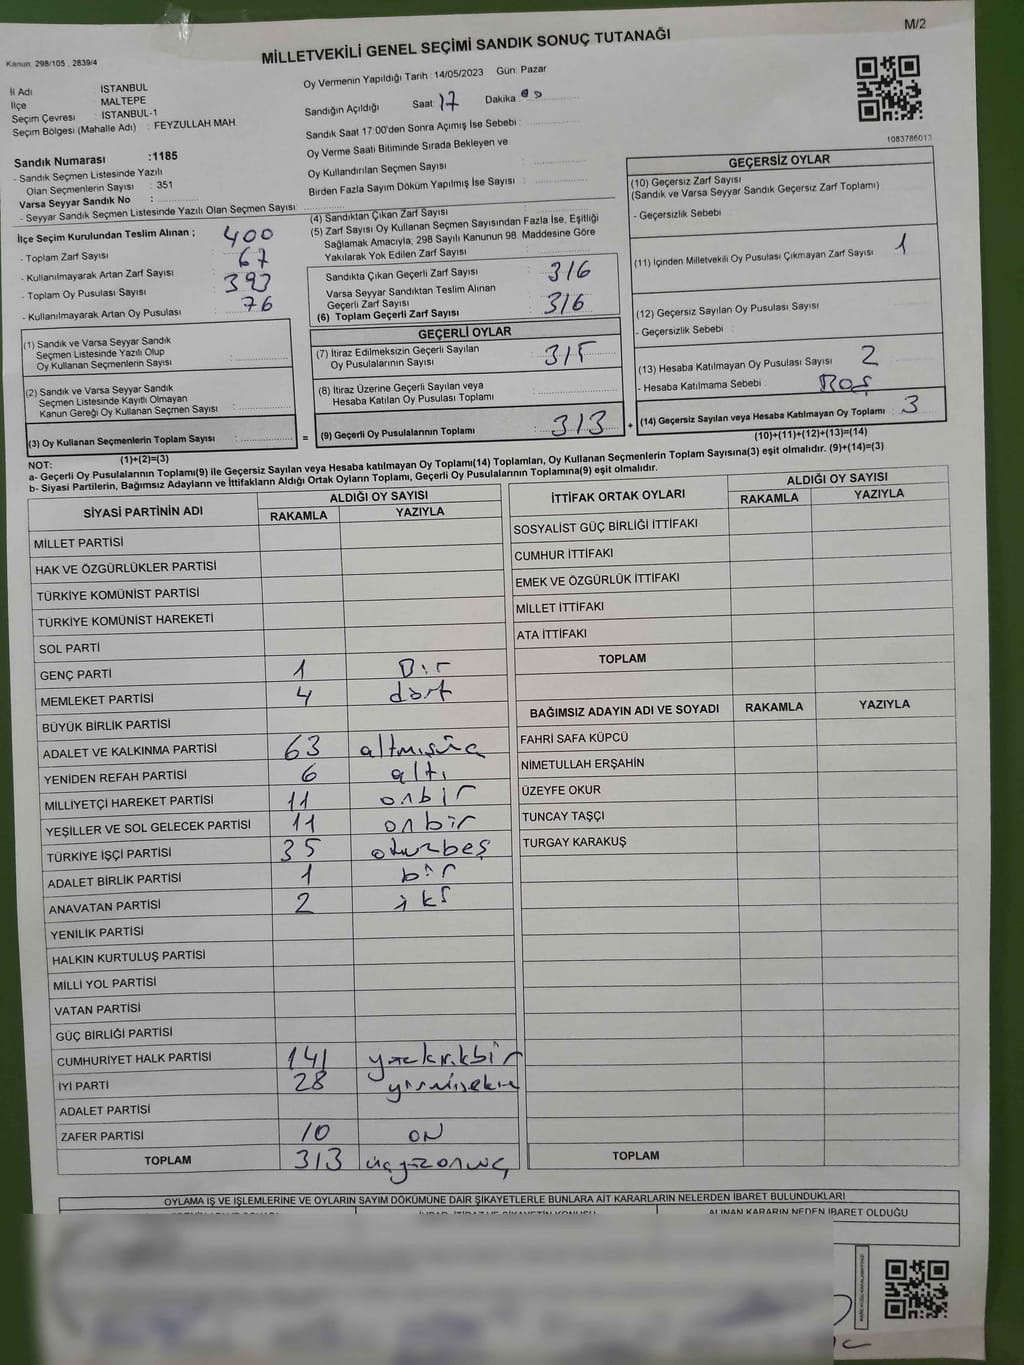 M/2
MİLLETVEKİLİ GENEL SEÇİMİ SANDIK SONUÇ TUTANAĞI
Kanun: 298/105 , 2839/4
İl Adı : İSTANBUL
İlçe : MALTEPE
Seçim Çevresi : İSTANBUL-1
Seçim Bölgesi (Mahalle Adı) : FEYZULLAH MAH.
Sandık Numarası :1185
- Sandık Seçmen Listesinde Yazılı
Olan Seçmenlerin Sayısı : 351
Varsa Seyyar Sandık No :
- Seyyar Sandık Seçmen Listesinde Yazılı Olan Seçmen Sayısı:
Oy Vermenin Yapıldığı Tarih : 14/05/2023 Gün: Pazar
Sandığın Açıldığı Saat 17 Dakika
Sandık Saat 17:00'den Sonra Açımış İse Sebebi :
Oy Verme Saati Bitiminde Sırada Bekleyen ve
Oy Kullandırılan Seçmen Sayısı :
Birden Fazla Sayım Döküm Yapılmış İse Sayısı :
1083786013
İlçe Seçim Kurulundan Teslim Alınan ;
- Toplam Zarf Sayısı 400
- Kullanılmayarak Artan Zarf Sayısı 67
- Toplam Oy Pusulası Sayısı 393
- Kullanılmayarak Artan Oy Pusulası 76
(1) Sandık ve Varsa Seyyar Sandık
Seçmen Listesinde Yazılı Olup
Oy Kullanan Seçmenlerin Sayısı :
(2) Sandık ve Varsa Seyyar Sandık
Seçmen Listesinde Kayıtlı Olmayan
Kanun Gereği Oy Kullanan Seçmen Sayısı :
(3) Oy Kullanan Seçmenlerin Toplam Sayısı : =
(1)+(2)=(3)
(4) Sandıktan Çıkan Zarf Sayısı
(5) Zarf Sayısı Oy Kullanan Seçmen Sayısından Fazla İse, Eşitliği
Sağlamak Amacıyla, 298 Sayılı Kanunun 98. Maddesine Göre
Yakılarak Yok Edilen Zarf Sayısı
Sandıkta Çıkan Geçerli Zarf Sayısı : 316
Varsa Seyyar Sandıktan Teslim Alınan
Geçerli Zarf Sayısı
(6) Toplam Geçerli Zarf Sayısı : 316
GEÇERLİ OYLAR
(7) İtiraz Edilmeksizin Geçerli Sayılan
Oy Pusulalarının Sayısı : 315
(8) İtiraz Üzerine Geçerli Sayılan veya
Hesaba Katılan Oy Pusulası Toplamı :
(9) Geçerli Oy Pusulalarının Toplamı : 313 +
GEÇERSİZ OYLAR
(10) Geçersiz Zarf Sayısı
(Sandık ve Varsa Seyyar Sandık Geçersiz Zarf Toplamı)
- Geçersizlik Sebebi :
(11) İçinden Milletvekili Oy Pusulası Çıkmayan Zarf Sayısı 1
(12) Geçersiz Sayılan Oy Pusulası Sayısı
- Geçersizlik Sebebi :
(13) Hesaba Katılmayan Oy Pusulası Sayısı 2
- Hesaba Katılmama Sebebi : Boş
(14) Geçersiz Sayılan veya Hesaba Katılmayan Oy Toplamı : 3
(10)+(11)+(12)+(13)=(14)
NOT:
a- Geçerli Oy Pusulalarının Toplamı(9) ile Geçersiz Sayılan veya Hesaba katılmayan Oy Toplamı(14) Toplamları, Oy Kullanan Seçmenlerin Toplam Sayısına(3) eşit olmalıdır. (9)+(14)=(3)
b- Siyasi Partilerin, Bağımsız Adayların ve İttifakların Aldığı Ortak Oyların Toplamı, Geçerli Oy Pusulalarının Toplamına(9) eşit olmalıdır.
SİYASİ PARTİNİN ADI ALDIĞI OY SAYISI
RAKAMLA YAZIYLA
MİLLET PARTİSİ
HAK VE ÖZGÜRLÜKLER PARTİSİ
TÜRKİYE KOMÜNİST PARTİSİ
TÜRKİYE KOMÜNİST HAREKETİ
SOL PARTİ
GENÇ PARTİ 1 Bir
MEMLEKET PARTİSİ 4 dört
BÜYÜK BİRLİK PARTİSİ
ADALET VE KALKINMA PARTİSİ 63 altmışüç
YENİDEN REFAH PARTİSİ 6 altı
MİLLİYETÇİ HAREKET PARTİSİ 11 onbir
YEŞİLLER VE SOL GELECEK PARTİSİ 11 onbir
TÜRKİYE İŞÇİ PARTİSİ 35 otuzbeş
ADALET BİRLİK PARTİSİ 1 bir
ANAVATAN PARTİSİ 2 iki
YENİLİK PARTİSİ
HALKIN KURTULUŞ PARTİSİ
MİLLİ YOL PARTİSİ
VATAN PARTİSİ
GÜÇ BİRLİĞİ PARTİSİ
CUMHURİYET HALK PARTİSİ 141 yüzkırkbir
İYİ PARTİ 28 yirmisekiz
ADALET PARTİSİ
ZAFER PARTİSİ 10 ON
TOPLAM 313 üçyüzonüç
İTTİFAK ORTAK OYLARI ALDIĞI OY SAYISI
RAKAMLA YAZIYLA
SOSYALİST GÜÇ BİRLİĞİ İTTİFAKI
CUMHUR İTTİFAKI
EMEK VE ÖZGÜRLÜK İTTİFAKI
MİLLET İTTİFAKI
ATA İTTİFAKI
TOPLAM
BAĞIMSIZ ADAYIN ADI VE SOYADI RAKAMLA YAZIYLA
FAHRİ SAFA KÜPCÜ
NİMETULLAH ERŞAHİN
ÜZEYFE OKUR
TUNCAY TAŞÇI
TURGAY KARAKUŞ
TOPLAM
OYLAMA İŞ VE İŞLEMLERİNE VE OYLARIN SAYIM DÖKÜMÜNE DAİR ŞİKAYETLERLE BUNLARA AİT KARARLARIN NELERDEN İBARET BULUNDUKLARI
ALINAN KARARIN NEDEN İBARET OLDUĞU